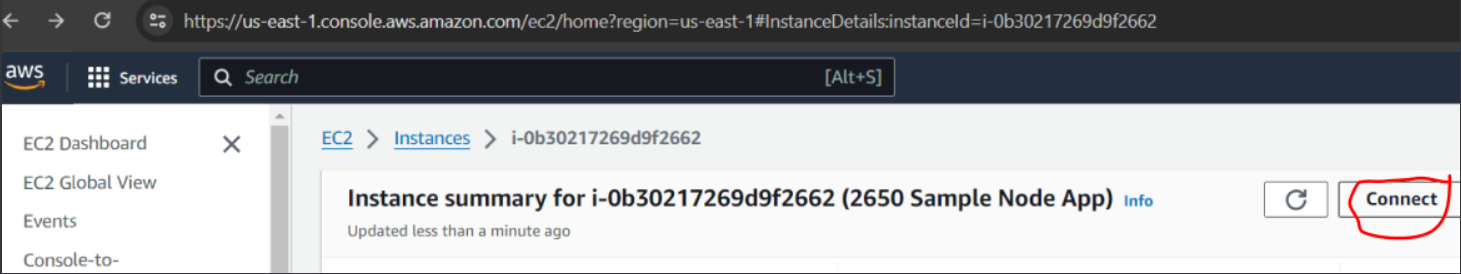 https://us-east-1.console.aws.amazon.com/ec2/home?region=us-east-1#InstanceDetails:instanceId=i-0b30217269d9f2662
aws Services Search [Alt+S]
EC2 Dashboard
EC2 Global View
Events
Console-to-
EC2 > Instances > i-0b30217269d9f2662
Instance summary for i-0b30217269d9f2662 (2650 Sample Node App) Info Connect
Updated less than a minute ago